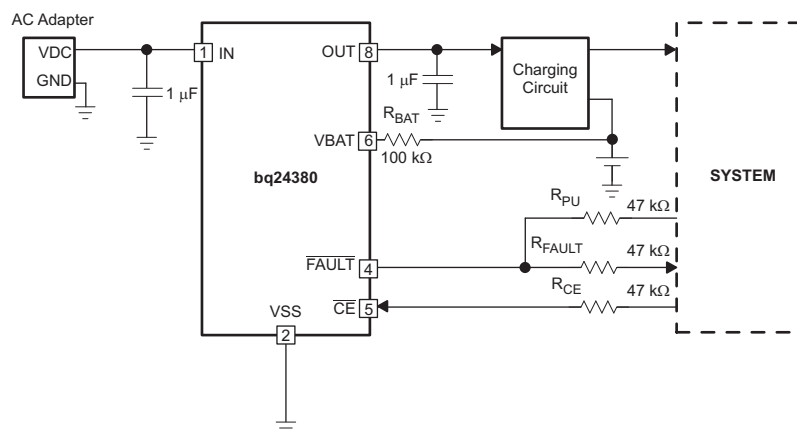 AC Adapter
VDC
GND
1 μF
1
IN
OUT
8
1 μF
Charging
Circuit
R_BAT
VBAT
6
100 kΩ
bq24380
SYSTEM
R_PU
47 kΩ
R_FAULT
47 kΩ
FAULT
4
R_CE
47 kΩ
CE
5
VSS
2